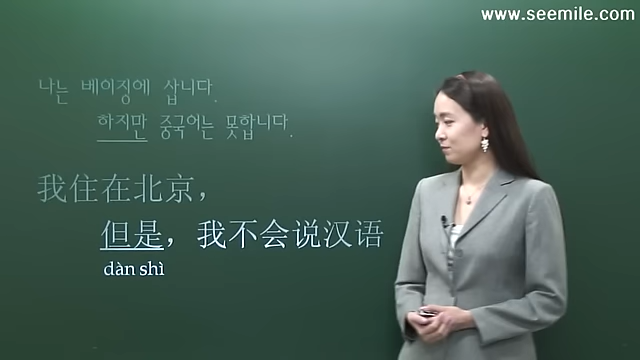 www.seemile.com
나는 베이징에 삽니다.
하지만 중국어는 못합니다.
我住在北京，
但是，我不会说汉语
dàn shì